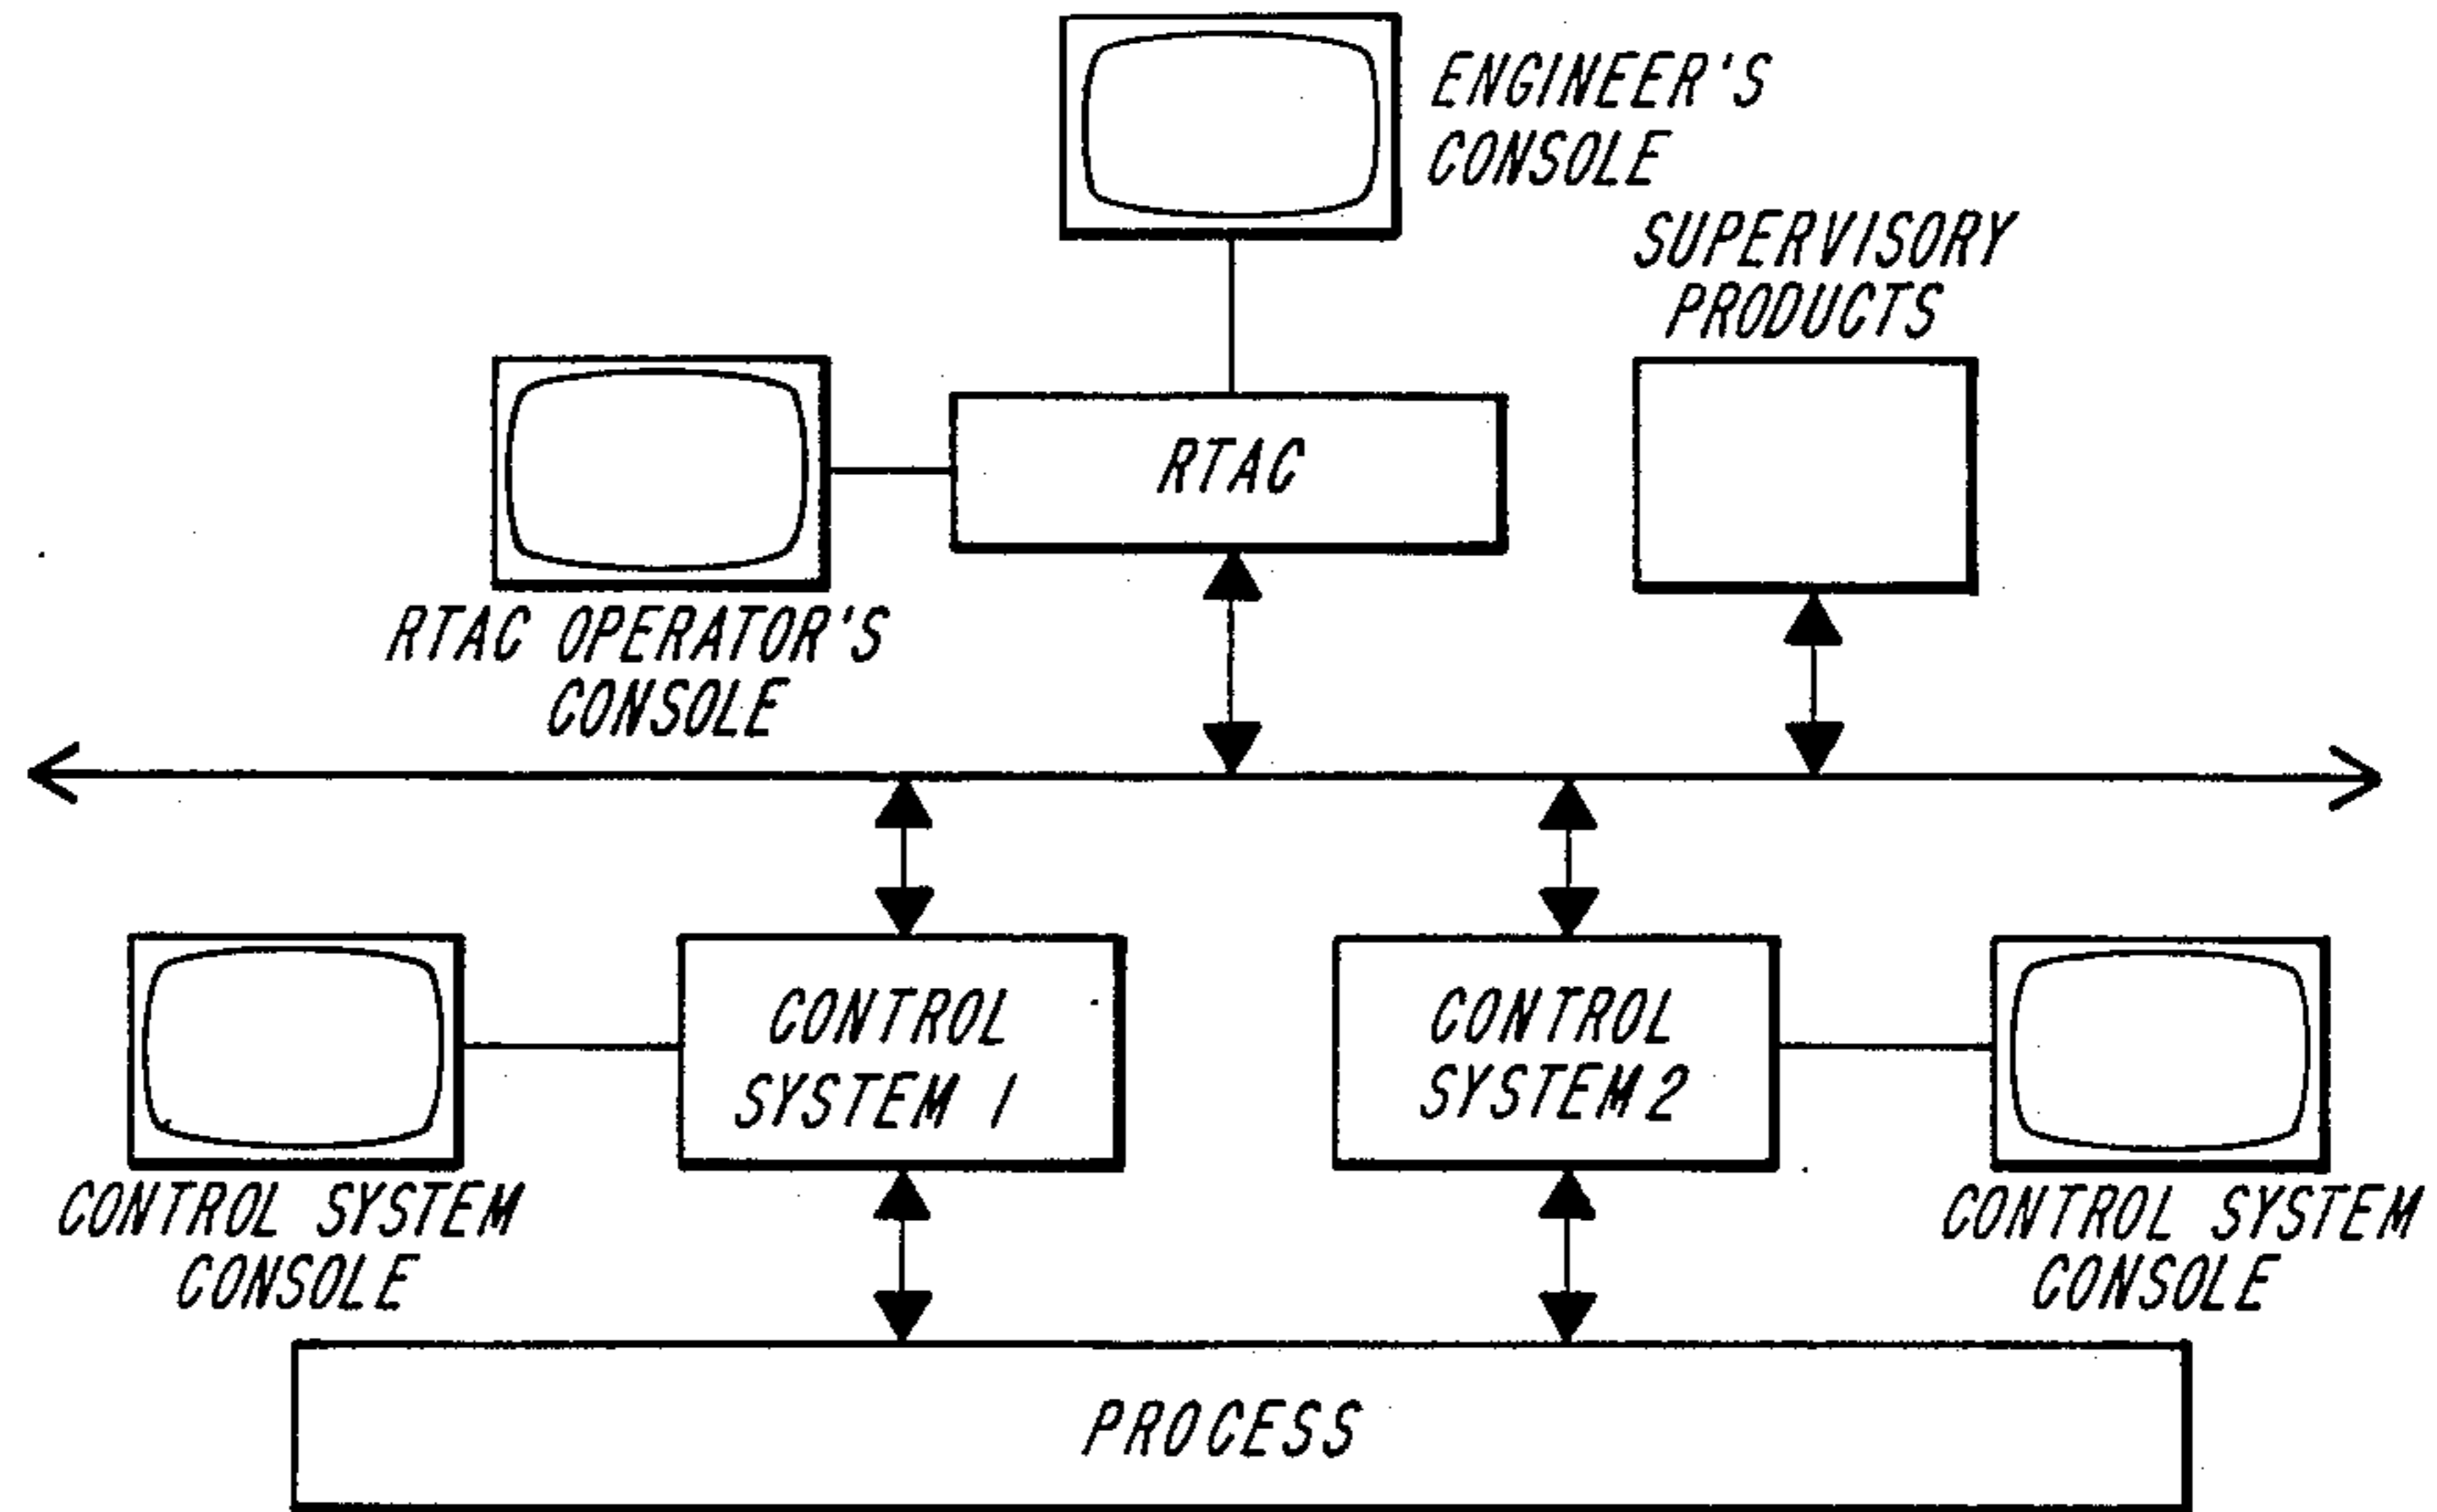 ENGINEER'S
CONSOLE
SUPERVISORY
PRODUCTS
RTAC
RTAC OPERATOR'S
CONSOLE
CONTROL
SYSTEM 1
CONTROL
SYSTEM 2
CONTROL SYSTEM
CONSOLE
CONTROL SYSTEM
CONSOLE
PROCESS